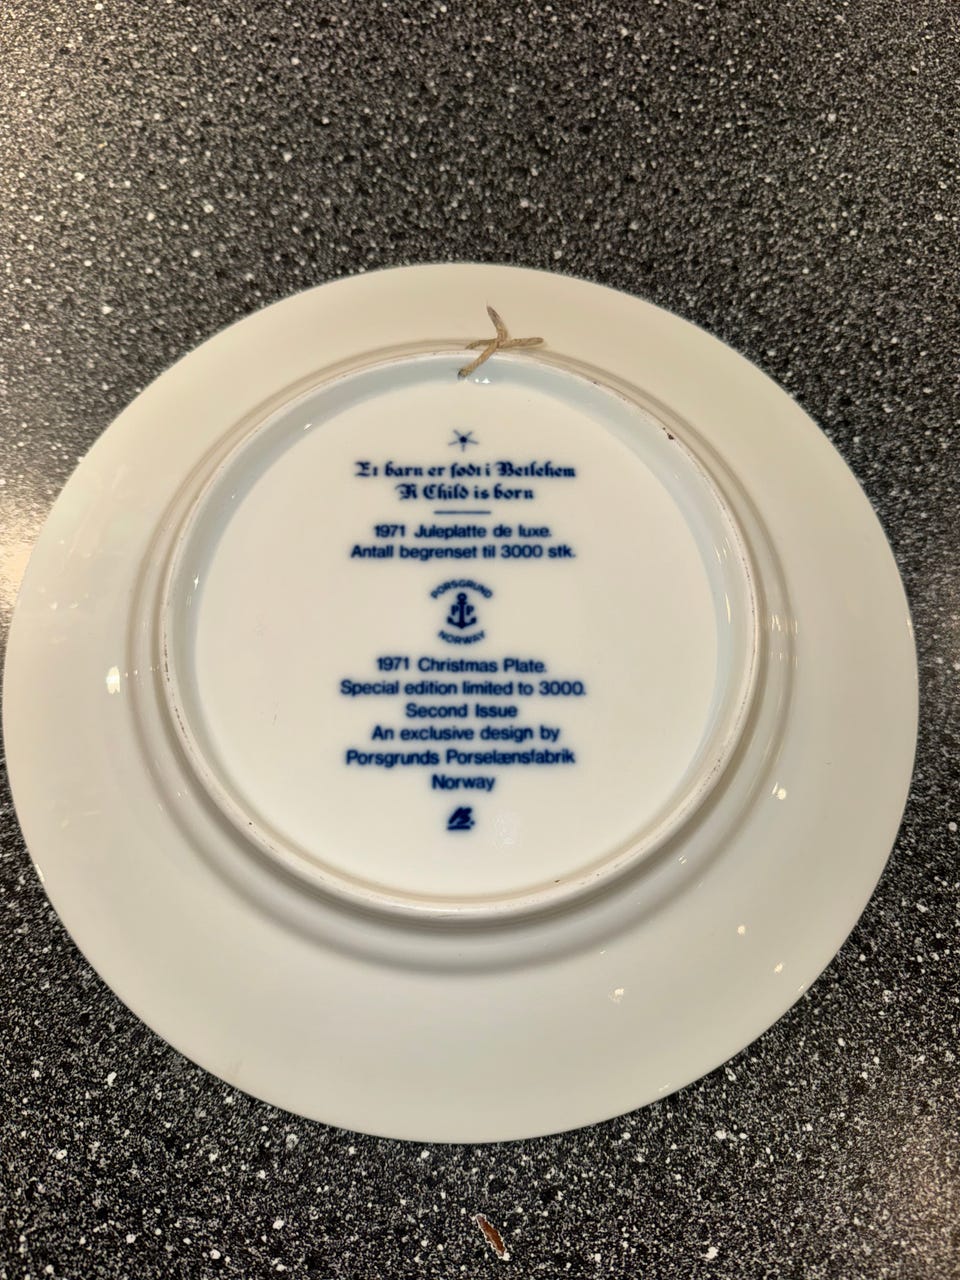 Et barn er født i Betlehem
A Child is born
1971 Juleplatte de luxe.
Antall begrenset til 3000 stk.
PORSGRUND
P P
NORWAY
1971 Christmas Plate.
Special edition limited to 3000.
Second Issue
An exclusive design by
Porsgrunds Porselænsfabrik
Norway